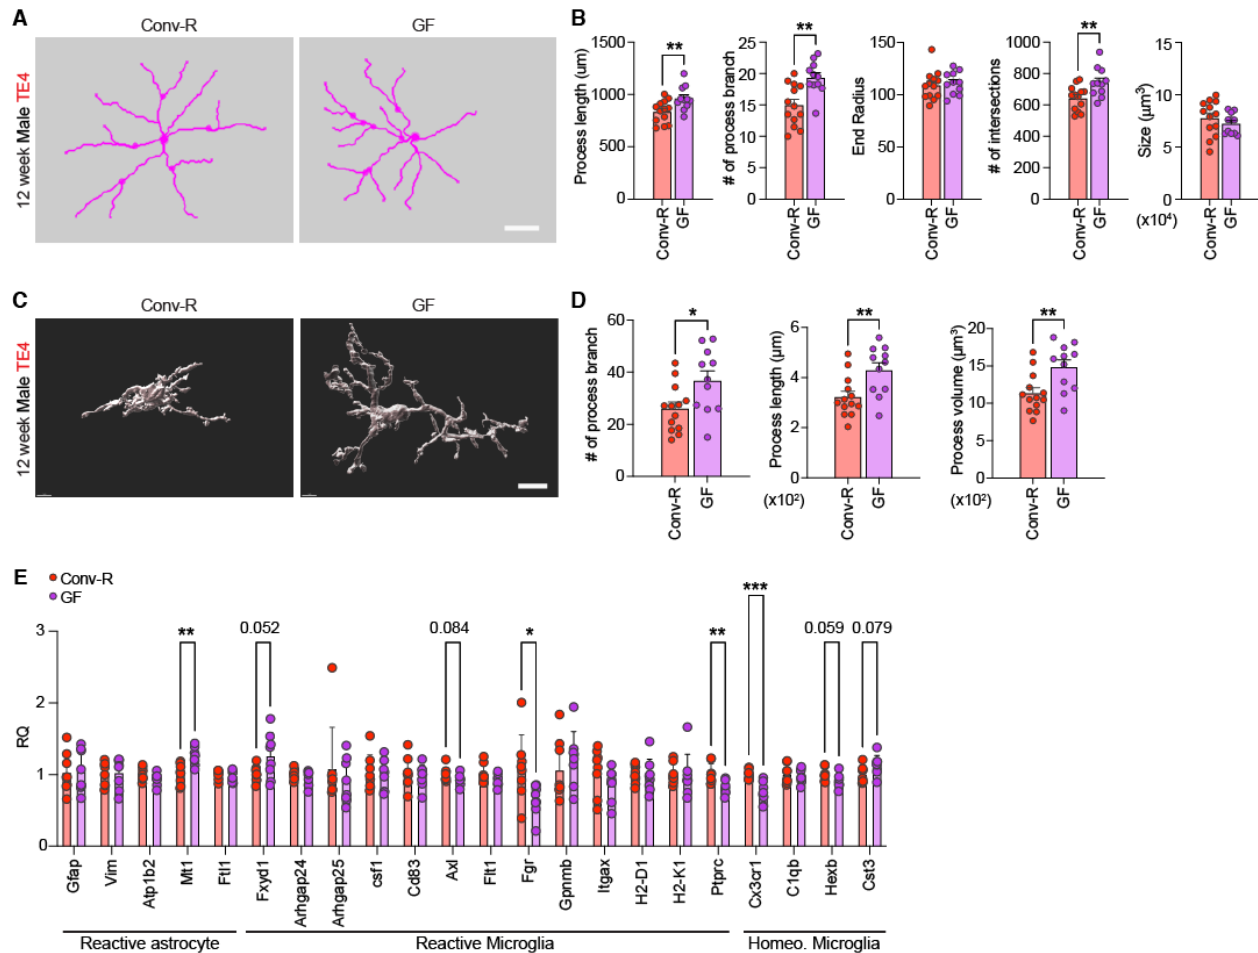 A
Conv-R
GF
12 week Male TE4
B
Process length (um)
1500
1000
500
0
**
Conv-R
GF
# of process branch
25
20
15
10
5
0
**
Conv-R
GF
End Radius
150
100
50
0
Conv-R
GF
# of intersections
1000
800
600
400
200
0
**
Conv-R
GF
Size (µm³)
15
10
5
0
(x10⁴)
Conv-R
GF
C
Conv-R
GF
12 week Male TE4
D
# of process branch
60
40
20
0
*
Conv-R
GF
Process length (µm)
6
4
2
0
(x10²)
**
Conv-R
GF
Process volume (µm³)
20
15
10
5
0
(x10²)
**
Conv-R
GF
E
Conv-R
GF
RQ
3
2
1
0
**
0.052
0.084
*
**
***
0.059
0.079
Gfap
Vim
Atp1b2
Mt1
Ftl1
Fxyd1
Arhgap24
Arhgap25
csf1
Cd83
Axl
Flt1
Fgr
Gpnmb
Itgax
H2-D1
H2-K1
Ptprc
Cx3cr1
C1qb
Hexb
Cst3
Reactive astrocyte
Reactive Microglia
Homeo. Microglia